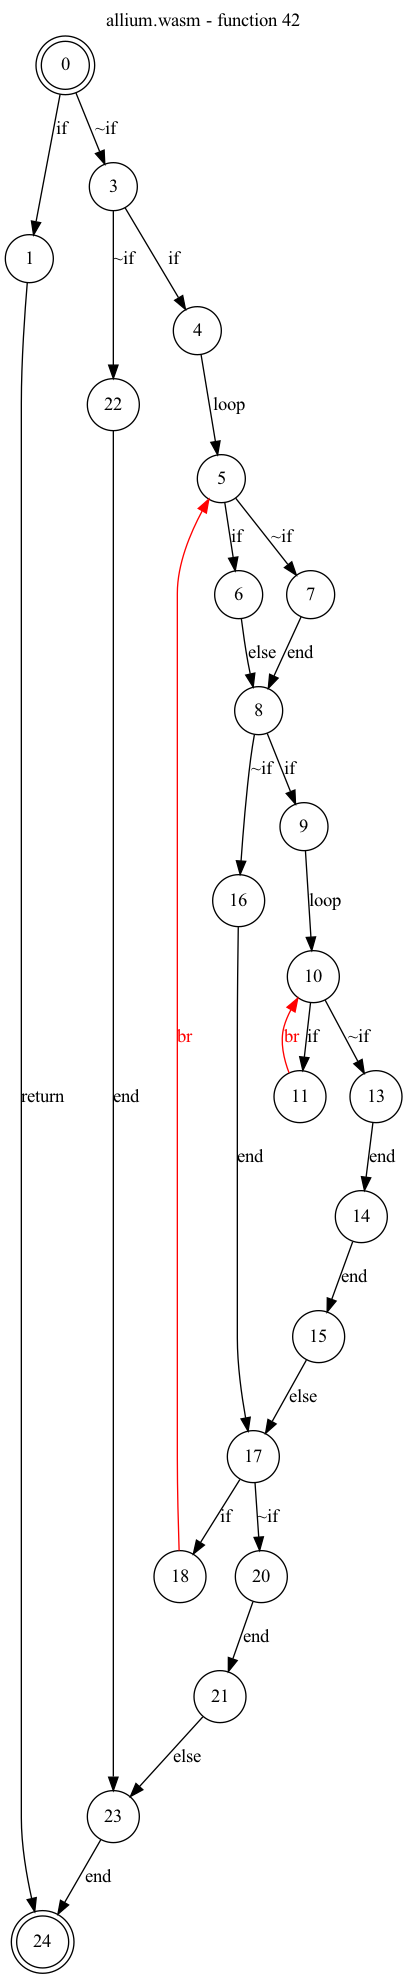 allium.wasm - function 42
0
if
~if
3
1
~if
if
4
22
loop
5
if
~if
6
7
else
end
8
~if
if
9
16
loop
10
br
br
if
~if
return
end
end
11
13
end
14
end
15
else
17
if
~if
18
20
end
21
else
23
end
24